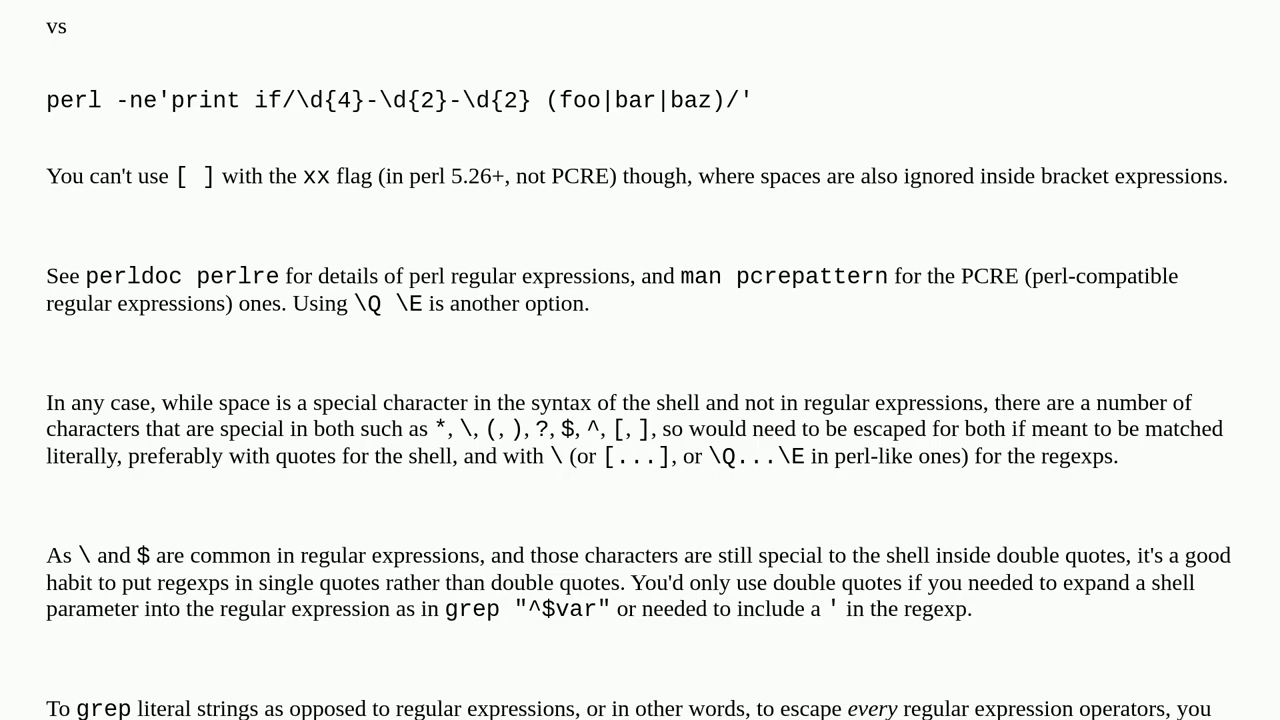 vs
perl -ne'print if/\d{4}-\d{2}-\d{2} (foo|bar|baz)/'
You can't use [ ] with the xx flag (in perl 5.26+, not PCRE) though, where spaces are also ignored inside bracket expressions.
See perldoc perlre for details of perl regular expressions, and man pcrepattern for the PCRE (perl-compatible
regular expressions) ones. Using \Q \E is another option.
In any case, while space is a special character in the syntax of the shell and not in regular expressions, there are a number of
characters that are special in both such as *, \, (, ), ?, $, ^, [, ], so would need to be escaped for both if meant to be matched
literally, preferably with quotes for the shell, and with \ (or [...], or \Q...\E in perl-like ones) for the regexps.
As \ and $ are common in regular expressions, and those characters are still special to the shell inside double quotes, it's a good
habit to put regexps in single quotes rather than double quotes. You'd only use double quotes if you needed to expand a shell
parameter into the regular expression as in grep "^$var" or needed to include a ' in the regexp.
To grep literal strings as opposed to regular expressions, or in other words, to escape every regular expression operators, you